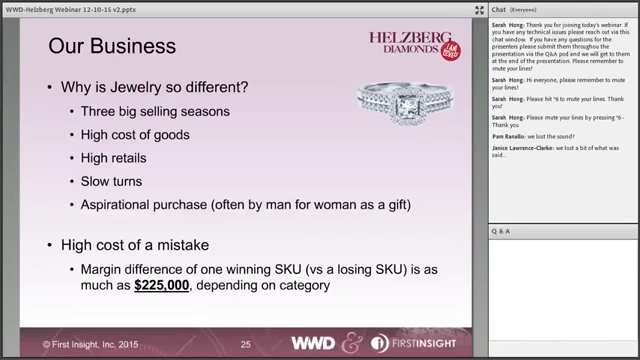 WWD-Helzberg Webinar 12-10-15 v2.pptx
Our Business
HELZBERG
DIAMONDS
I AM
LOVED
• Why is Jewelry so different?
• Three big selling seasons
• High cost of goods
• High retails
• Slow turns
• Aspirational purchase (often by man for woman as a gift)
• High cost of a mistake
• Margin difference of one winning SKU (vs a losing SKU) is as
much as $225,000, depending on category
© First Insight, Inc, 2015
25
WWD & FIRSTINSIGHT
Chat (Everyone)
Sarah Hong: Thank you for joining today's webinar. If
you have any technical issues please reach out via this
chat window. If you have any questions for the
presenters please submit them throughout the
presentation via the Q&A pod and we will get to them
at the end of the presentation. Please remember to
mute your lines!
Sarah Hong: Hi everyone, please remember to mute
your lines!
Sarah Hong: Please hit *6 to mute your lines. Thank
you!
Sarah Hong: Please mute your lines by pressing *6 -
Thank you
Pam Ranallo: we lost the sound?
Janice Lawrence-Clarke: we lost a bit of what was
said...
Q & A